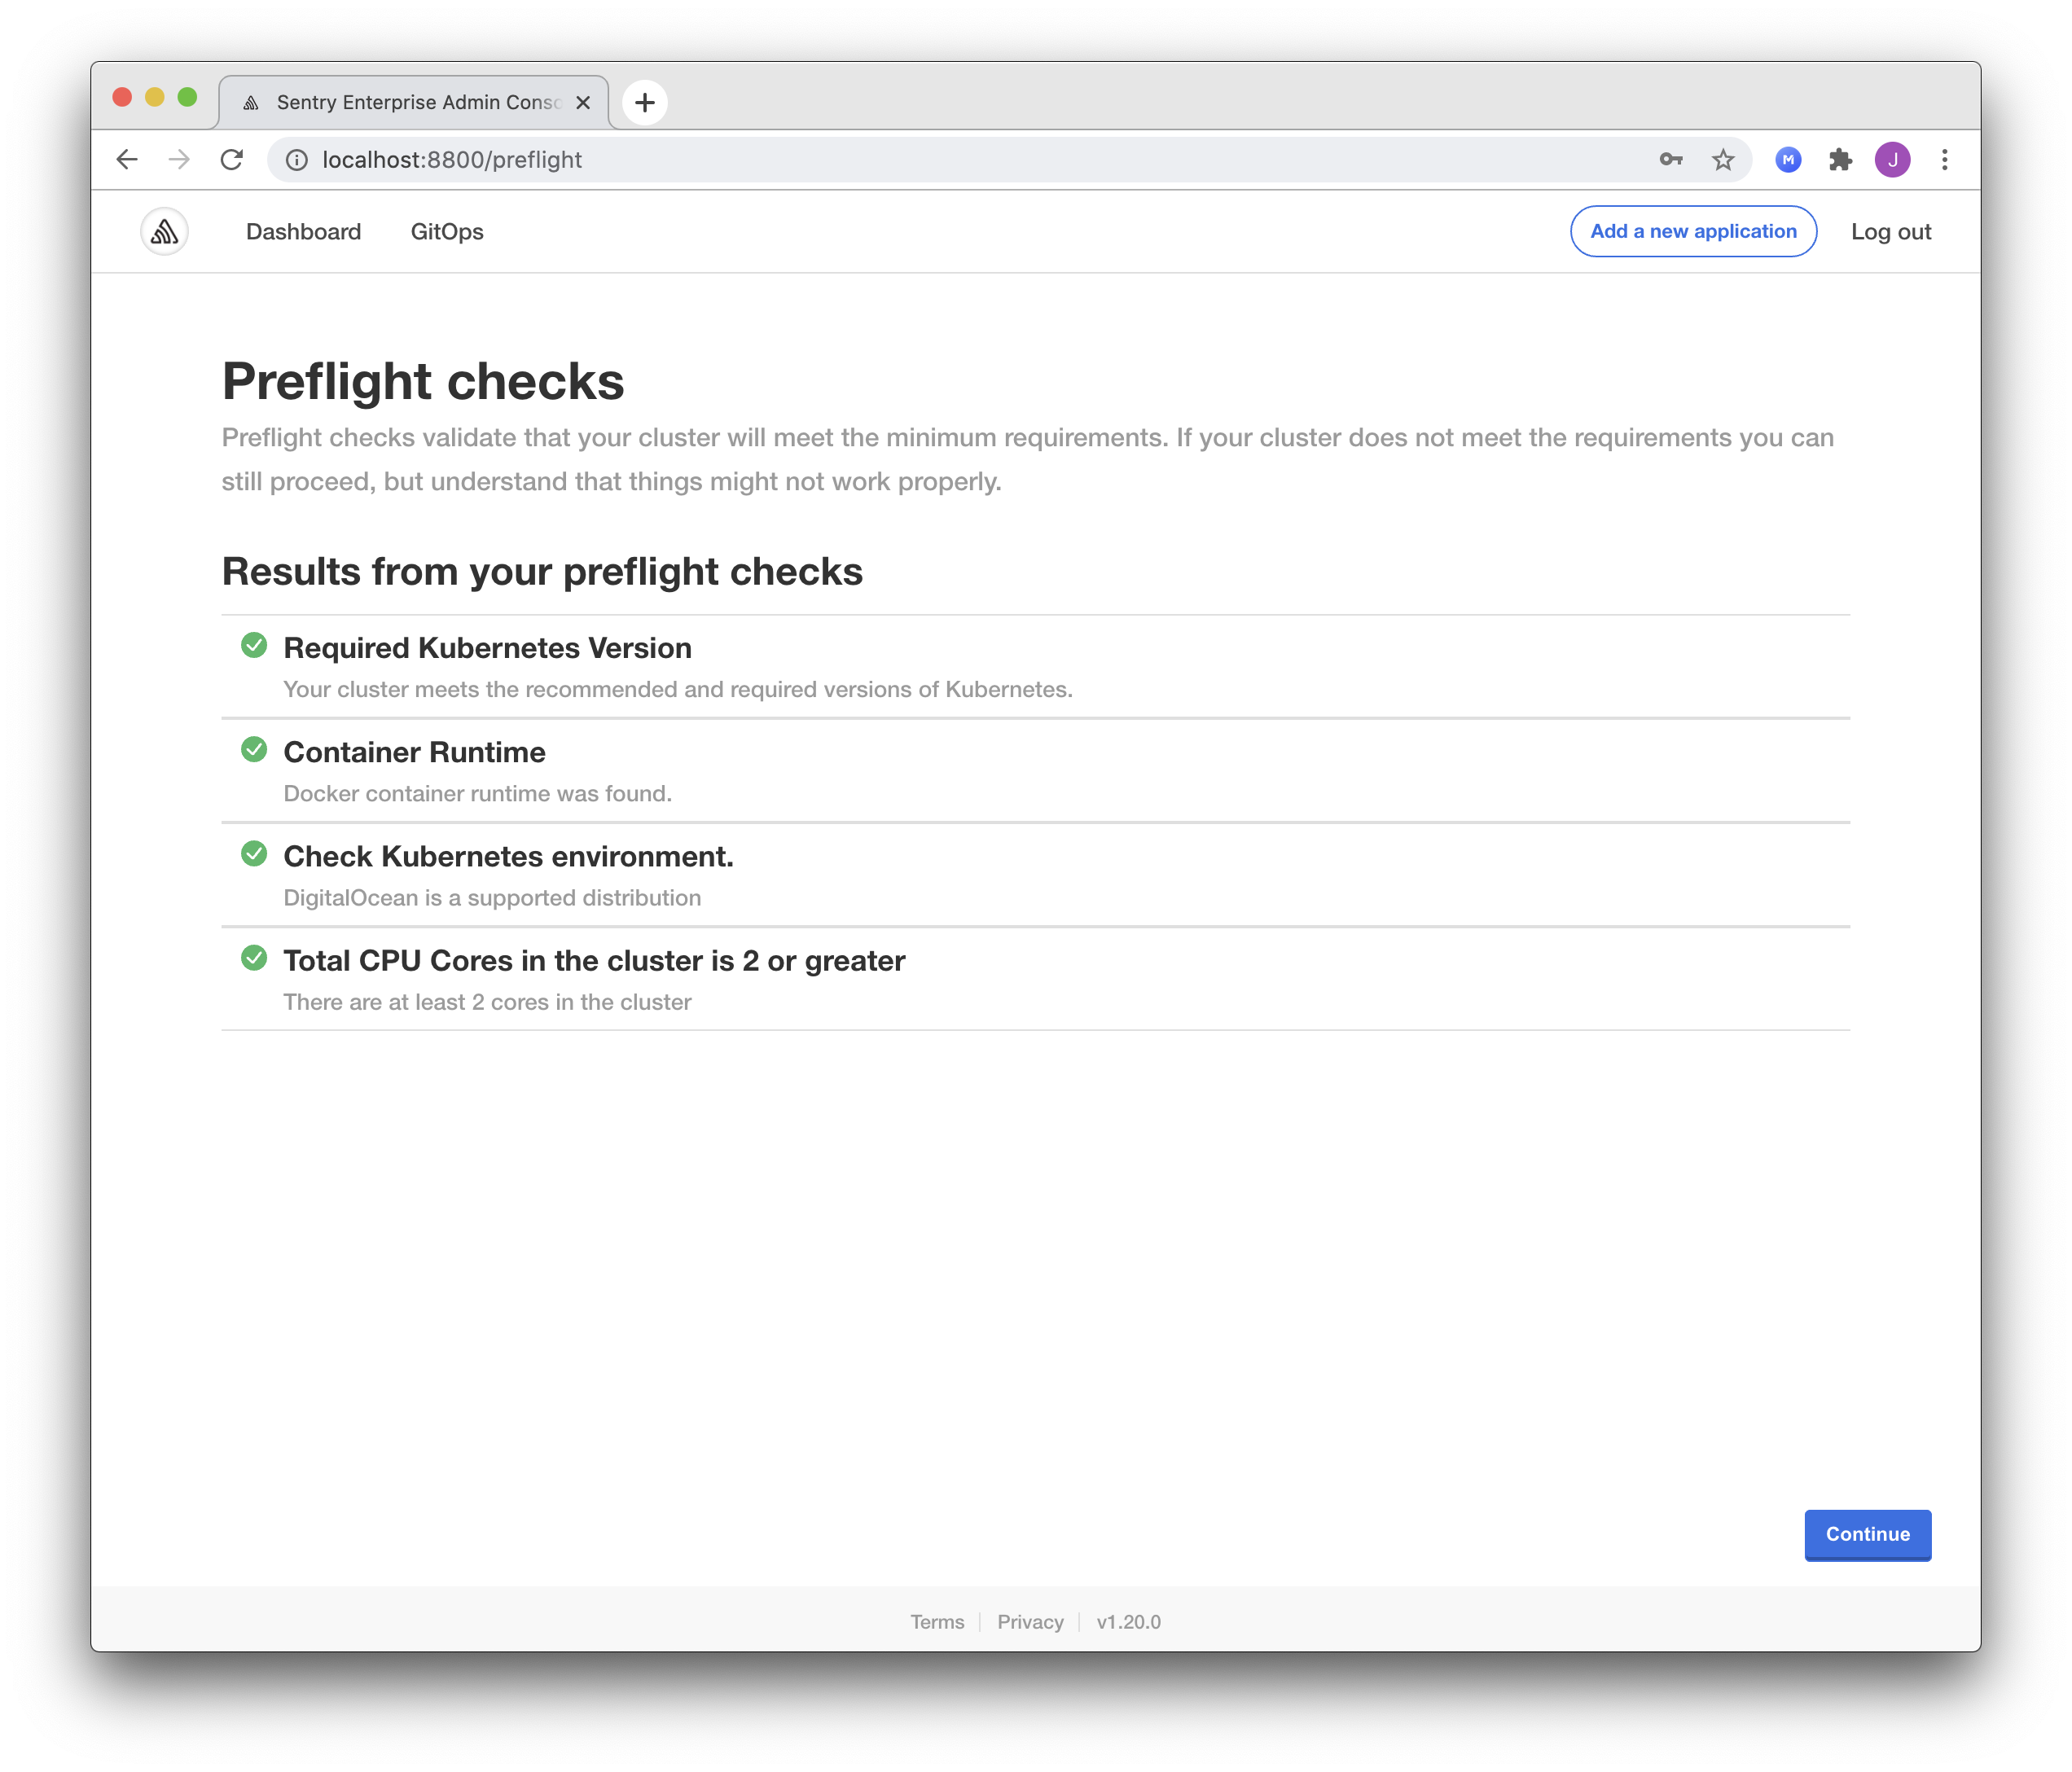 Sentry Enterprise Admin Conso
localhost:8800/preflight
M
J
Dashboard
GitOps
Add a new application
Log out
Preflight checks
Preflight checks validate that your cluster will meet the minimum requirements. If your cluster does not meet the requirements you can
still proceed, but understand that things might not work properly.
Results from your preflight checks
Required Kubernetes Version
Your cluster meets the recommended and required versions of Kubernetes.
Container Runtime
Docker container runtime was found.
Check Kubernetes environment.
DigitalOcean is a supported distribution
Total CPU Cores in the cluster is 2 or greater
There are at least 2 cores in the cluster
Continue
Terms
Privacy
v1.20.0